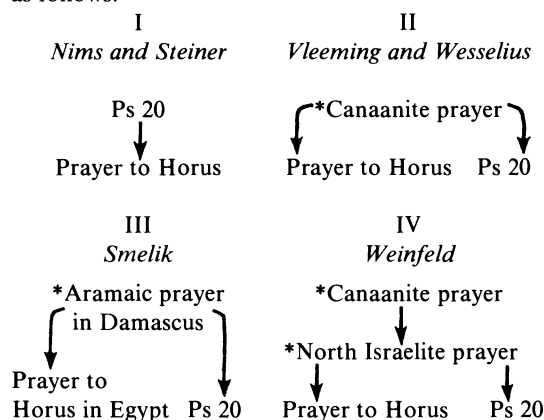 as follows:
I
Nims and Steiner
Ps 20
Prayer to Horus
II
Vleeming and Wesselius
*Canaanite prayer
Prayer to Horus Ps 20
III
Smelik
*Aramaic prayer
in Damascus
Prayer to
Horus in Egypt Ps 20
IV
Weinfeld
*Canaanite prayer
*North Israelite prayer
Prayer to Horus Ps 20